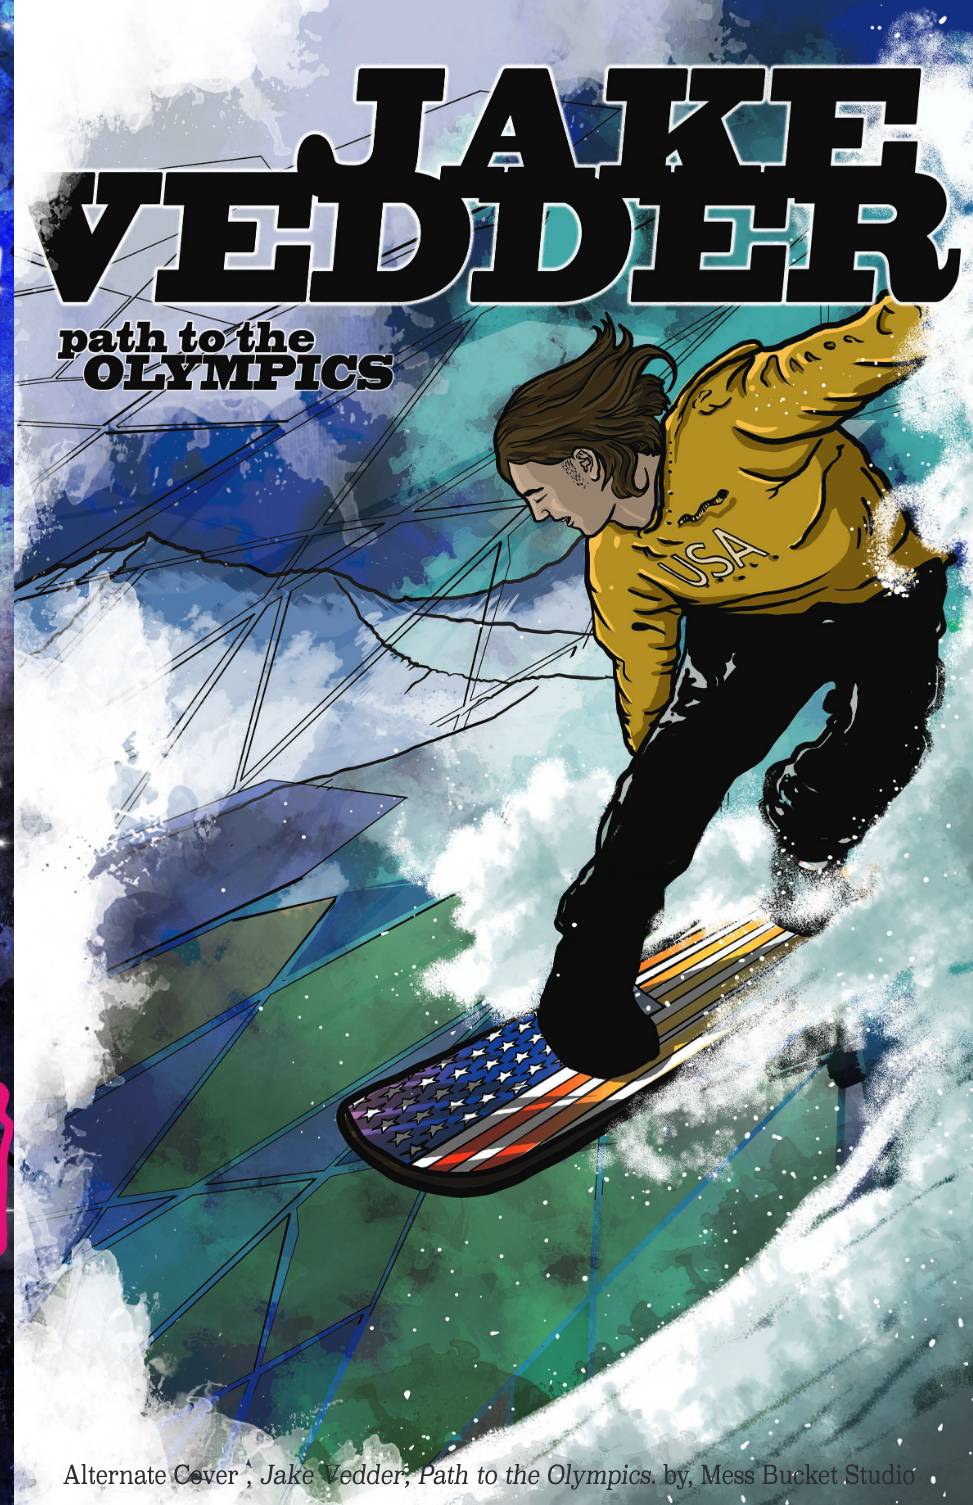 JAKE
VEDDER
path to the
OLYMPICS
USA
Alternate Cover , Jake Vedder; Path to the Olympics. by, Mess Bucket Studio